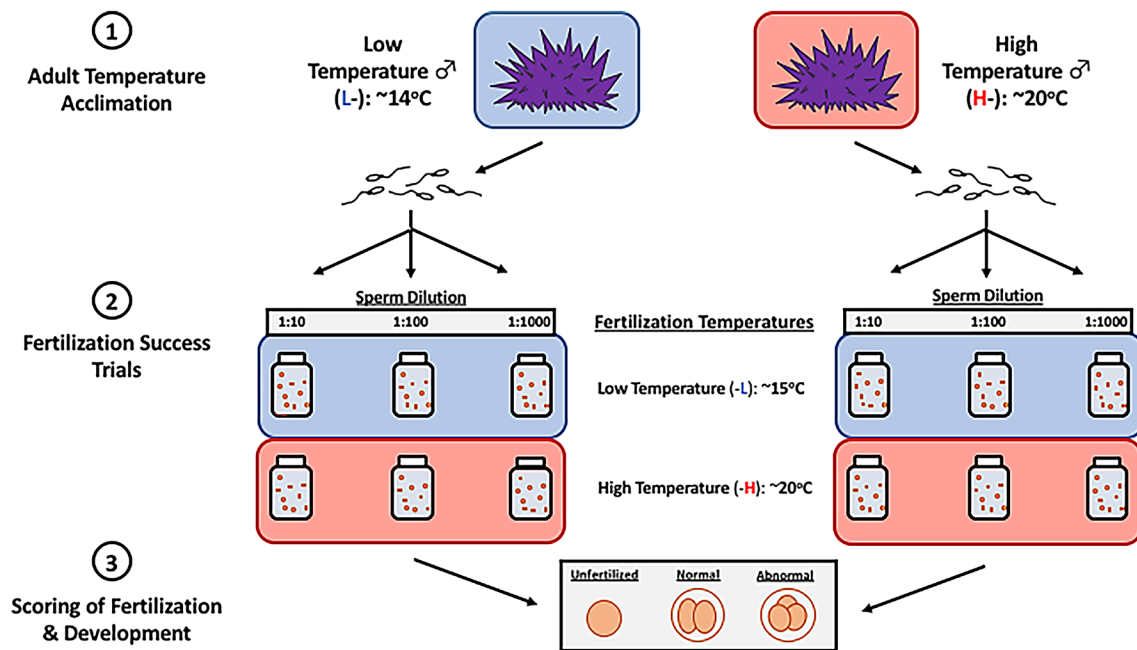 1
Adult Temperature
Acclimation
Low
Temperature ♂
(L-): ~14°C
High
Temperature ♂
(H-): ~20°C
2
Fertilization Success
Trials
Sperm Dilution
1:10 1:100 1:1000
Fertilization Temperatures
Low Temperature (-L): ~15°C
High Temperature (-H): ~20°C
Sperm Dilution
1:10 1:100 1:1000
3
Scoring of Fertilization
& Development
Unfertilized Normal Abnormal